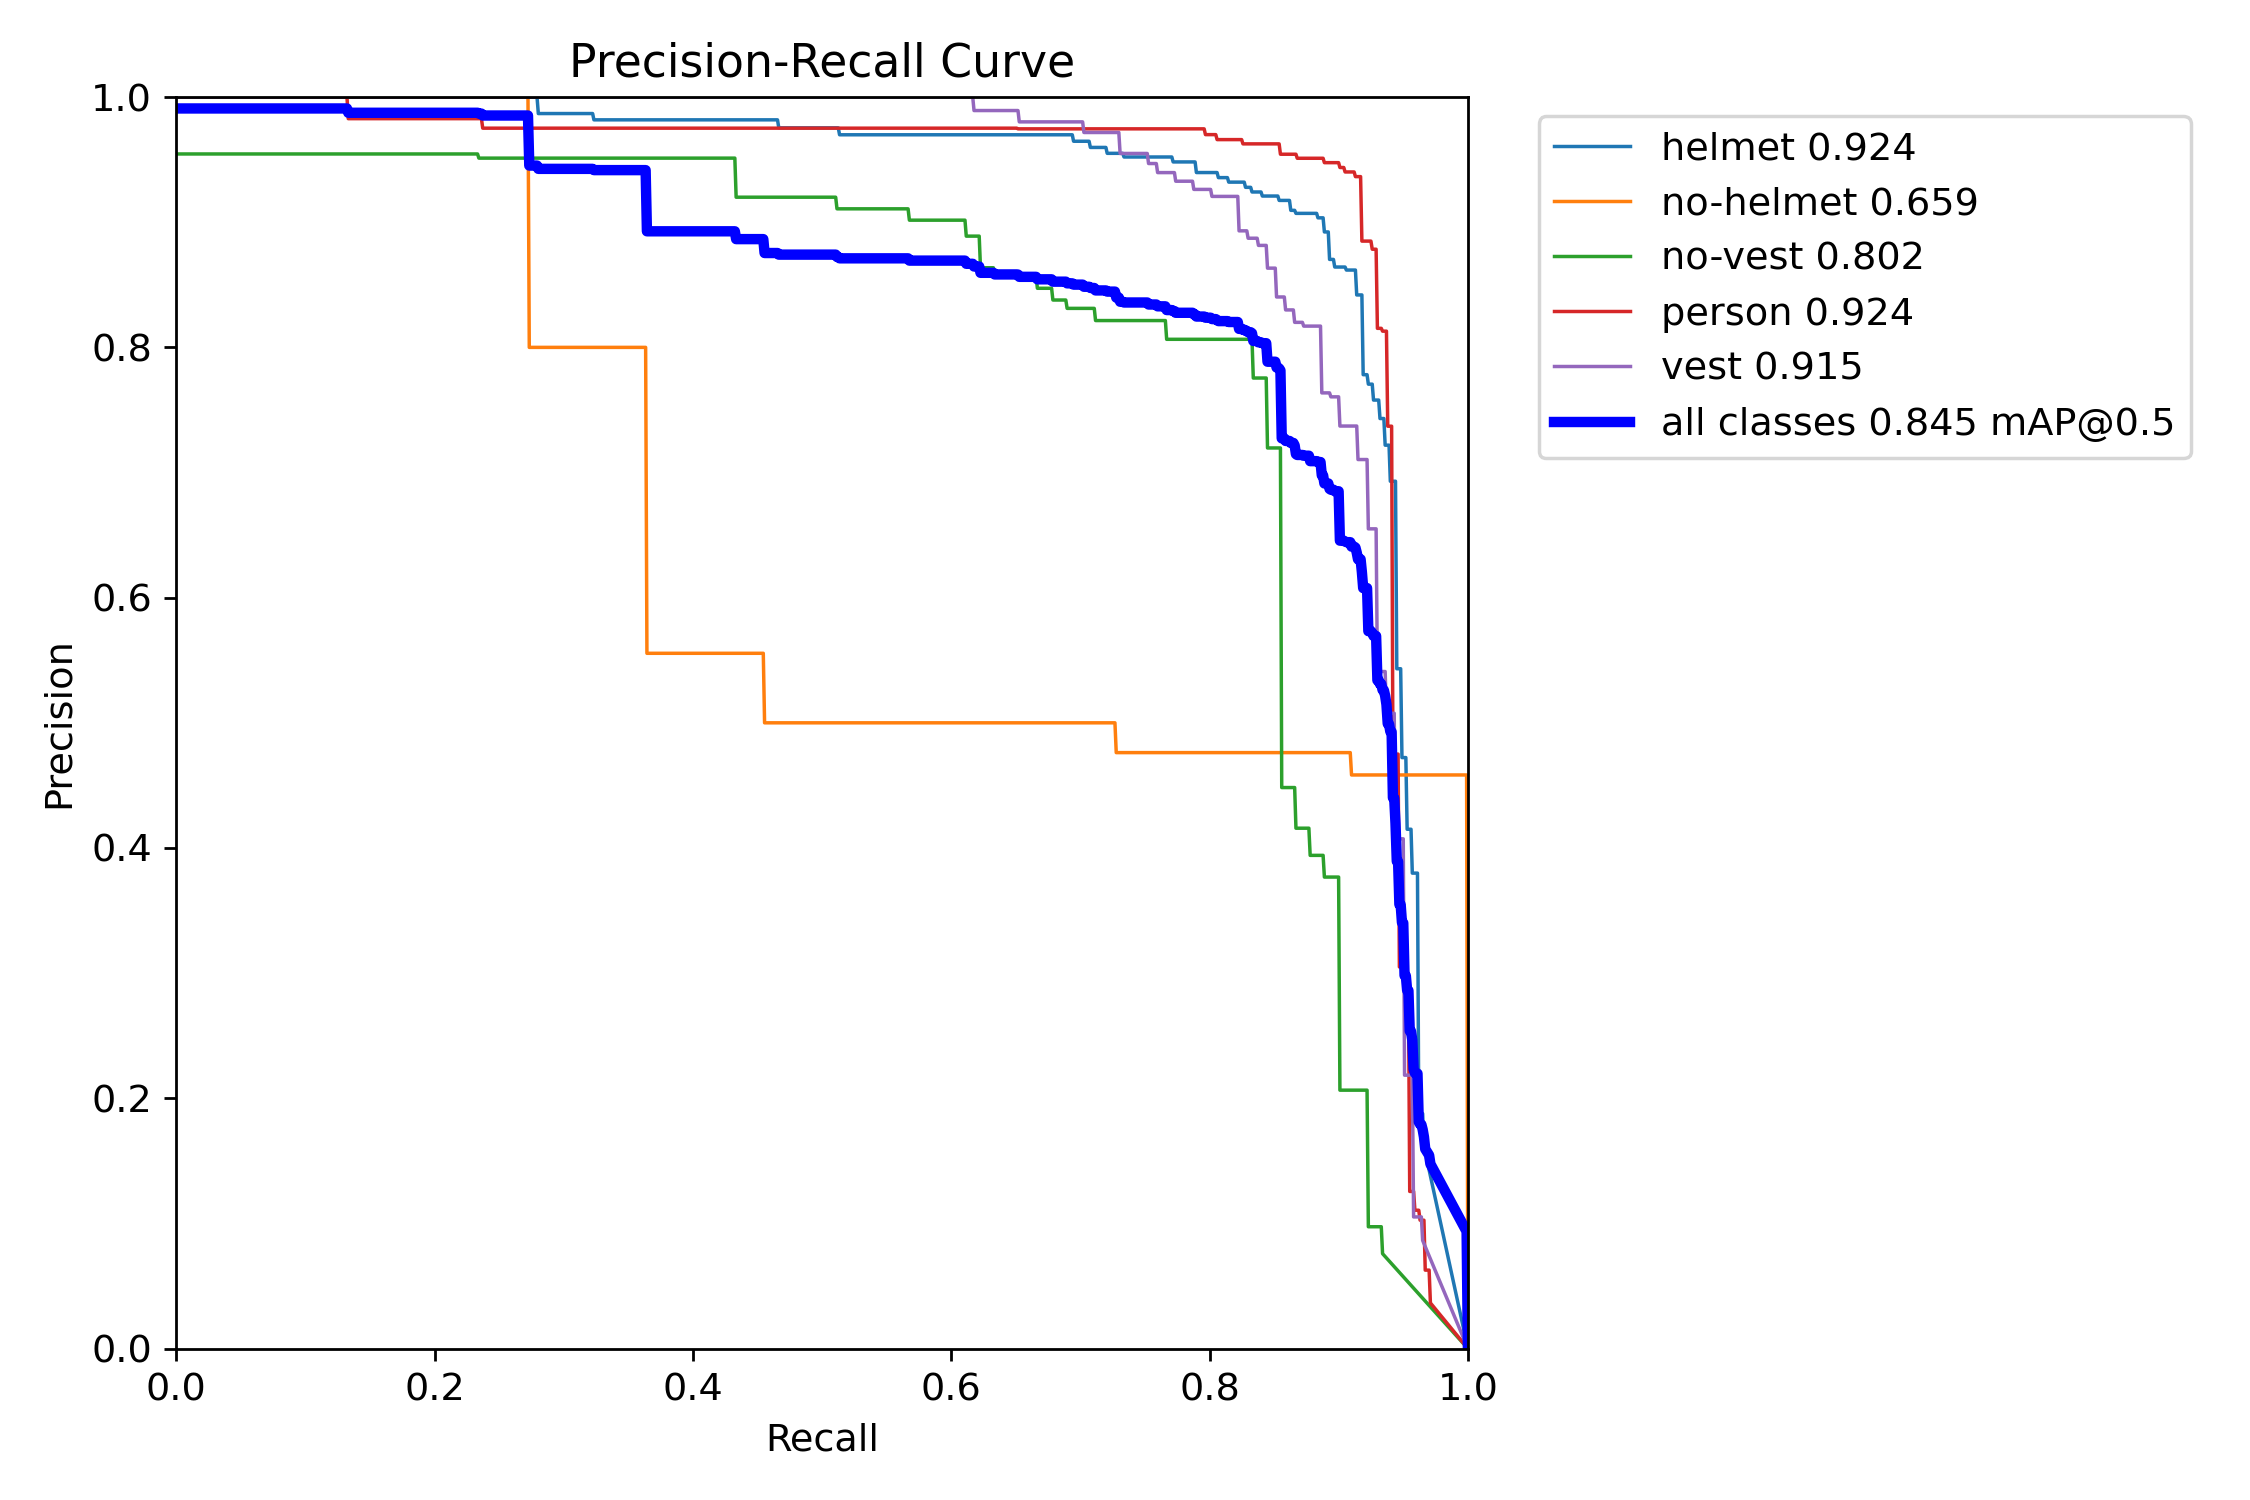 Precision-Recall Curve
1.0
0.8
0.6
0.4
0.2
0.0
Precision
0.0 0.2 0.4 0.6 0.8 1.0
Recall
helmet 0.924
no-helmet 0.659
no-vest 0.802
person 0.924
vest 0.915
all classes 0.845 mAP@0.5